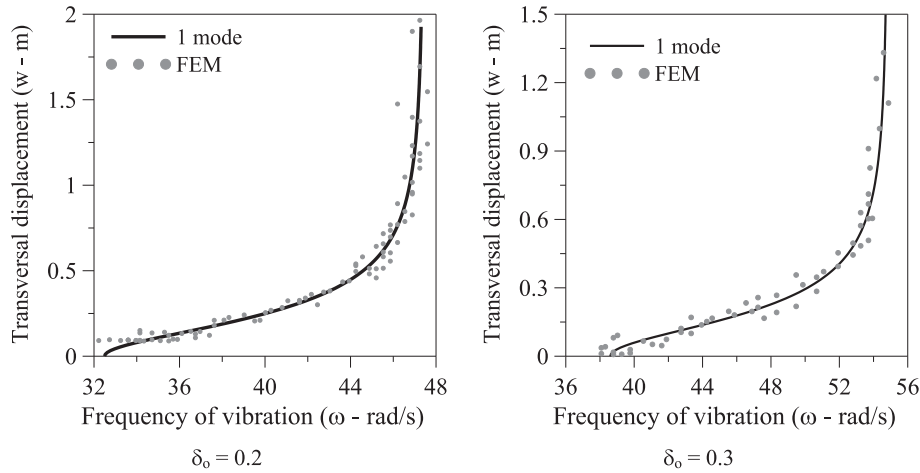 2
1.5
1
0.5
0
Transversal displacement (w - m)
1 mode
FEM
32 36 40 44 48
Frequency of vibration (ω - rad/s)
δo = 0.2
1.5
1.2
0.9
0.6
0.3
0
Transversal displacement (w - m)
1 mode
FEM
36 40 44 48 52 56
Frequency of vibration (ω - rad/s)
δo = 0.3